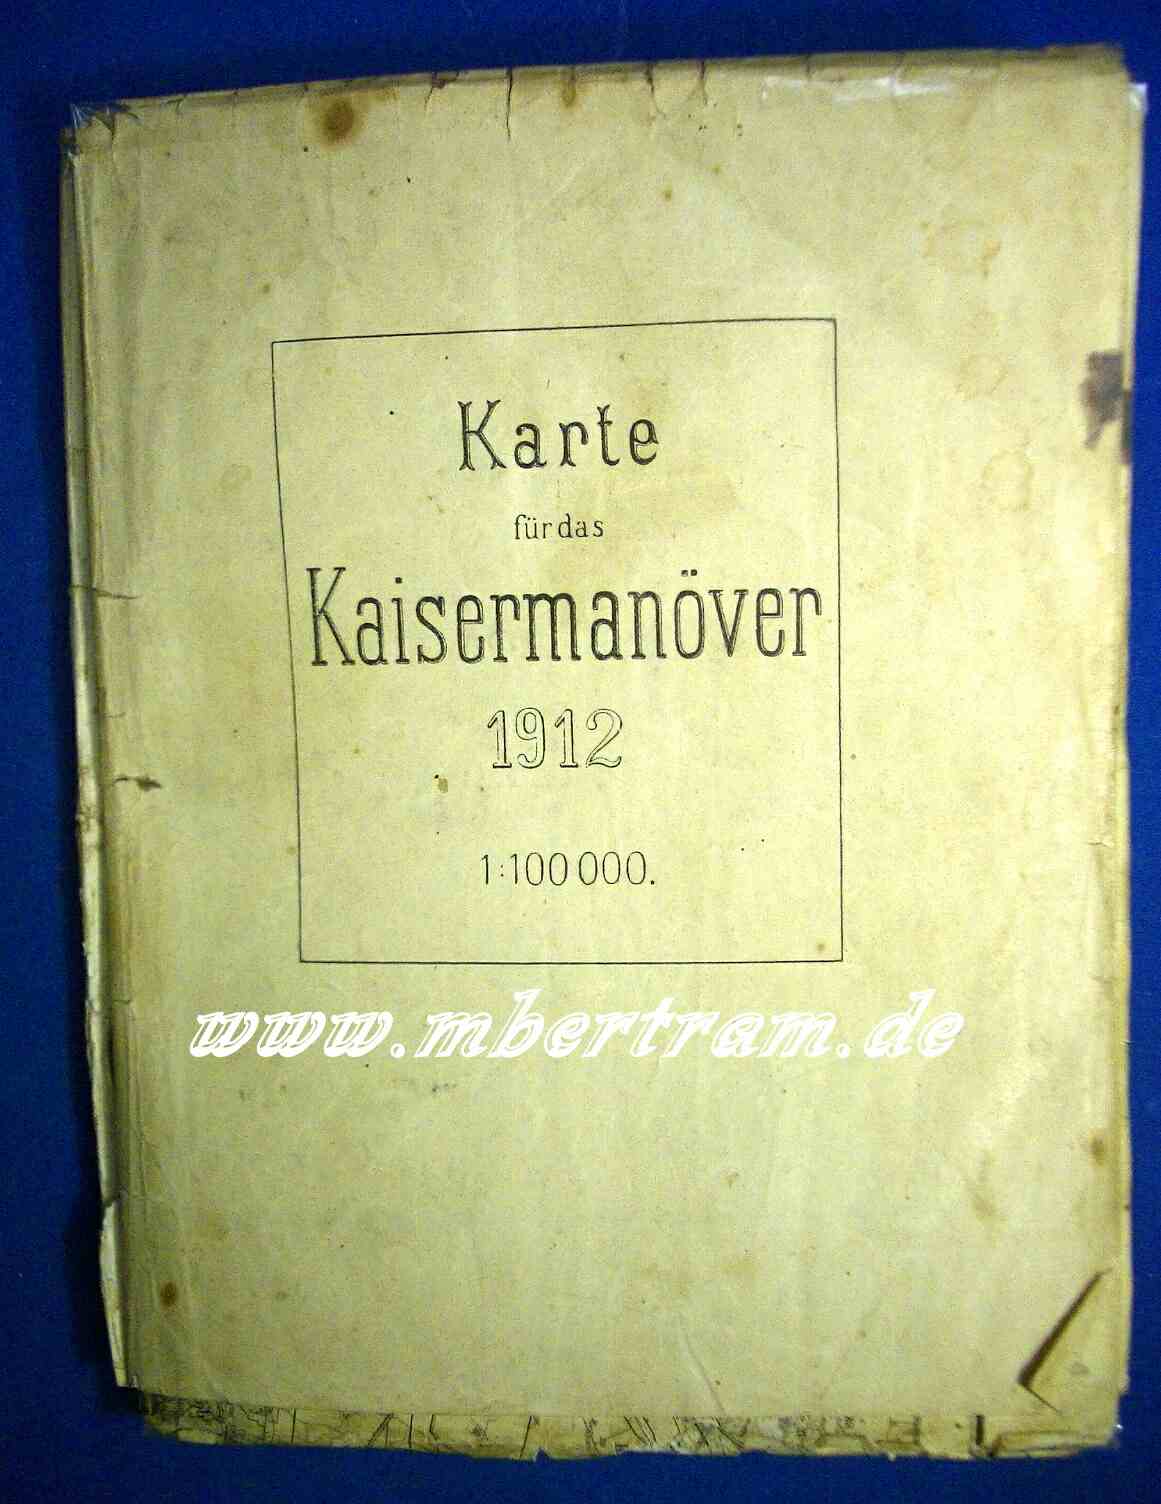 Karte
für das
Kaisermanöver
1912
1:100 000.
www.mbertram.de